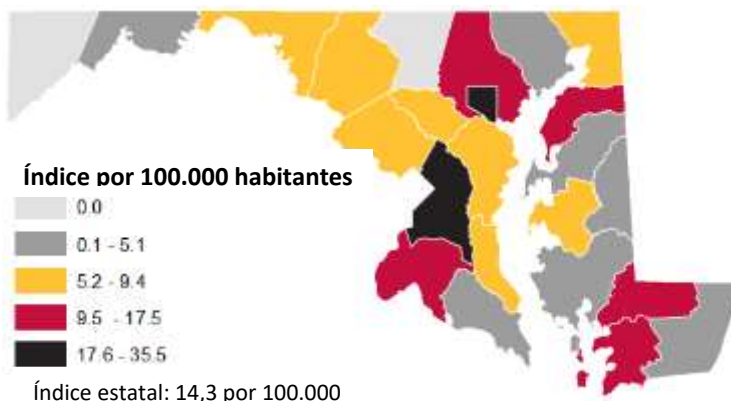 Índice por 100.000 habitantes
0.0
0.1 - 5.1
5.2 - 9.4
9.5 - 17.5
17.6 - 35.5
Índice estatal: 14,3 por 100.000